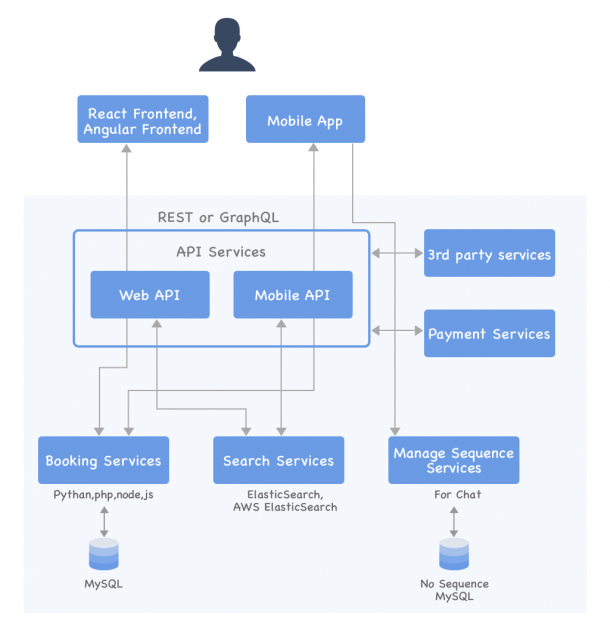 React Frontend,
Angular Frontend
Mobile App
REST or GraphQL
API Services
Web API
Mobile API
3rd party services
Payment Services
Booking Services
Pythan,php,node,js
MySQL
Search Services
ElasticSearch,
AWS ElasticSearch
Manage Sequence
Services
For Chat
No Sequence
MySQL